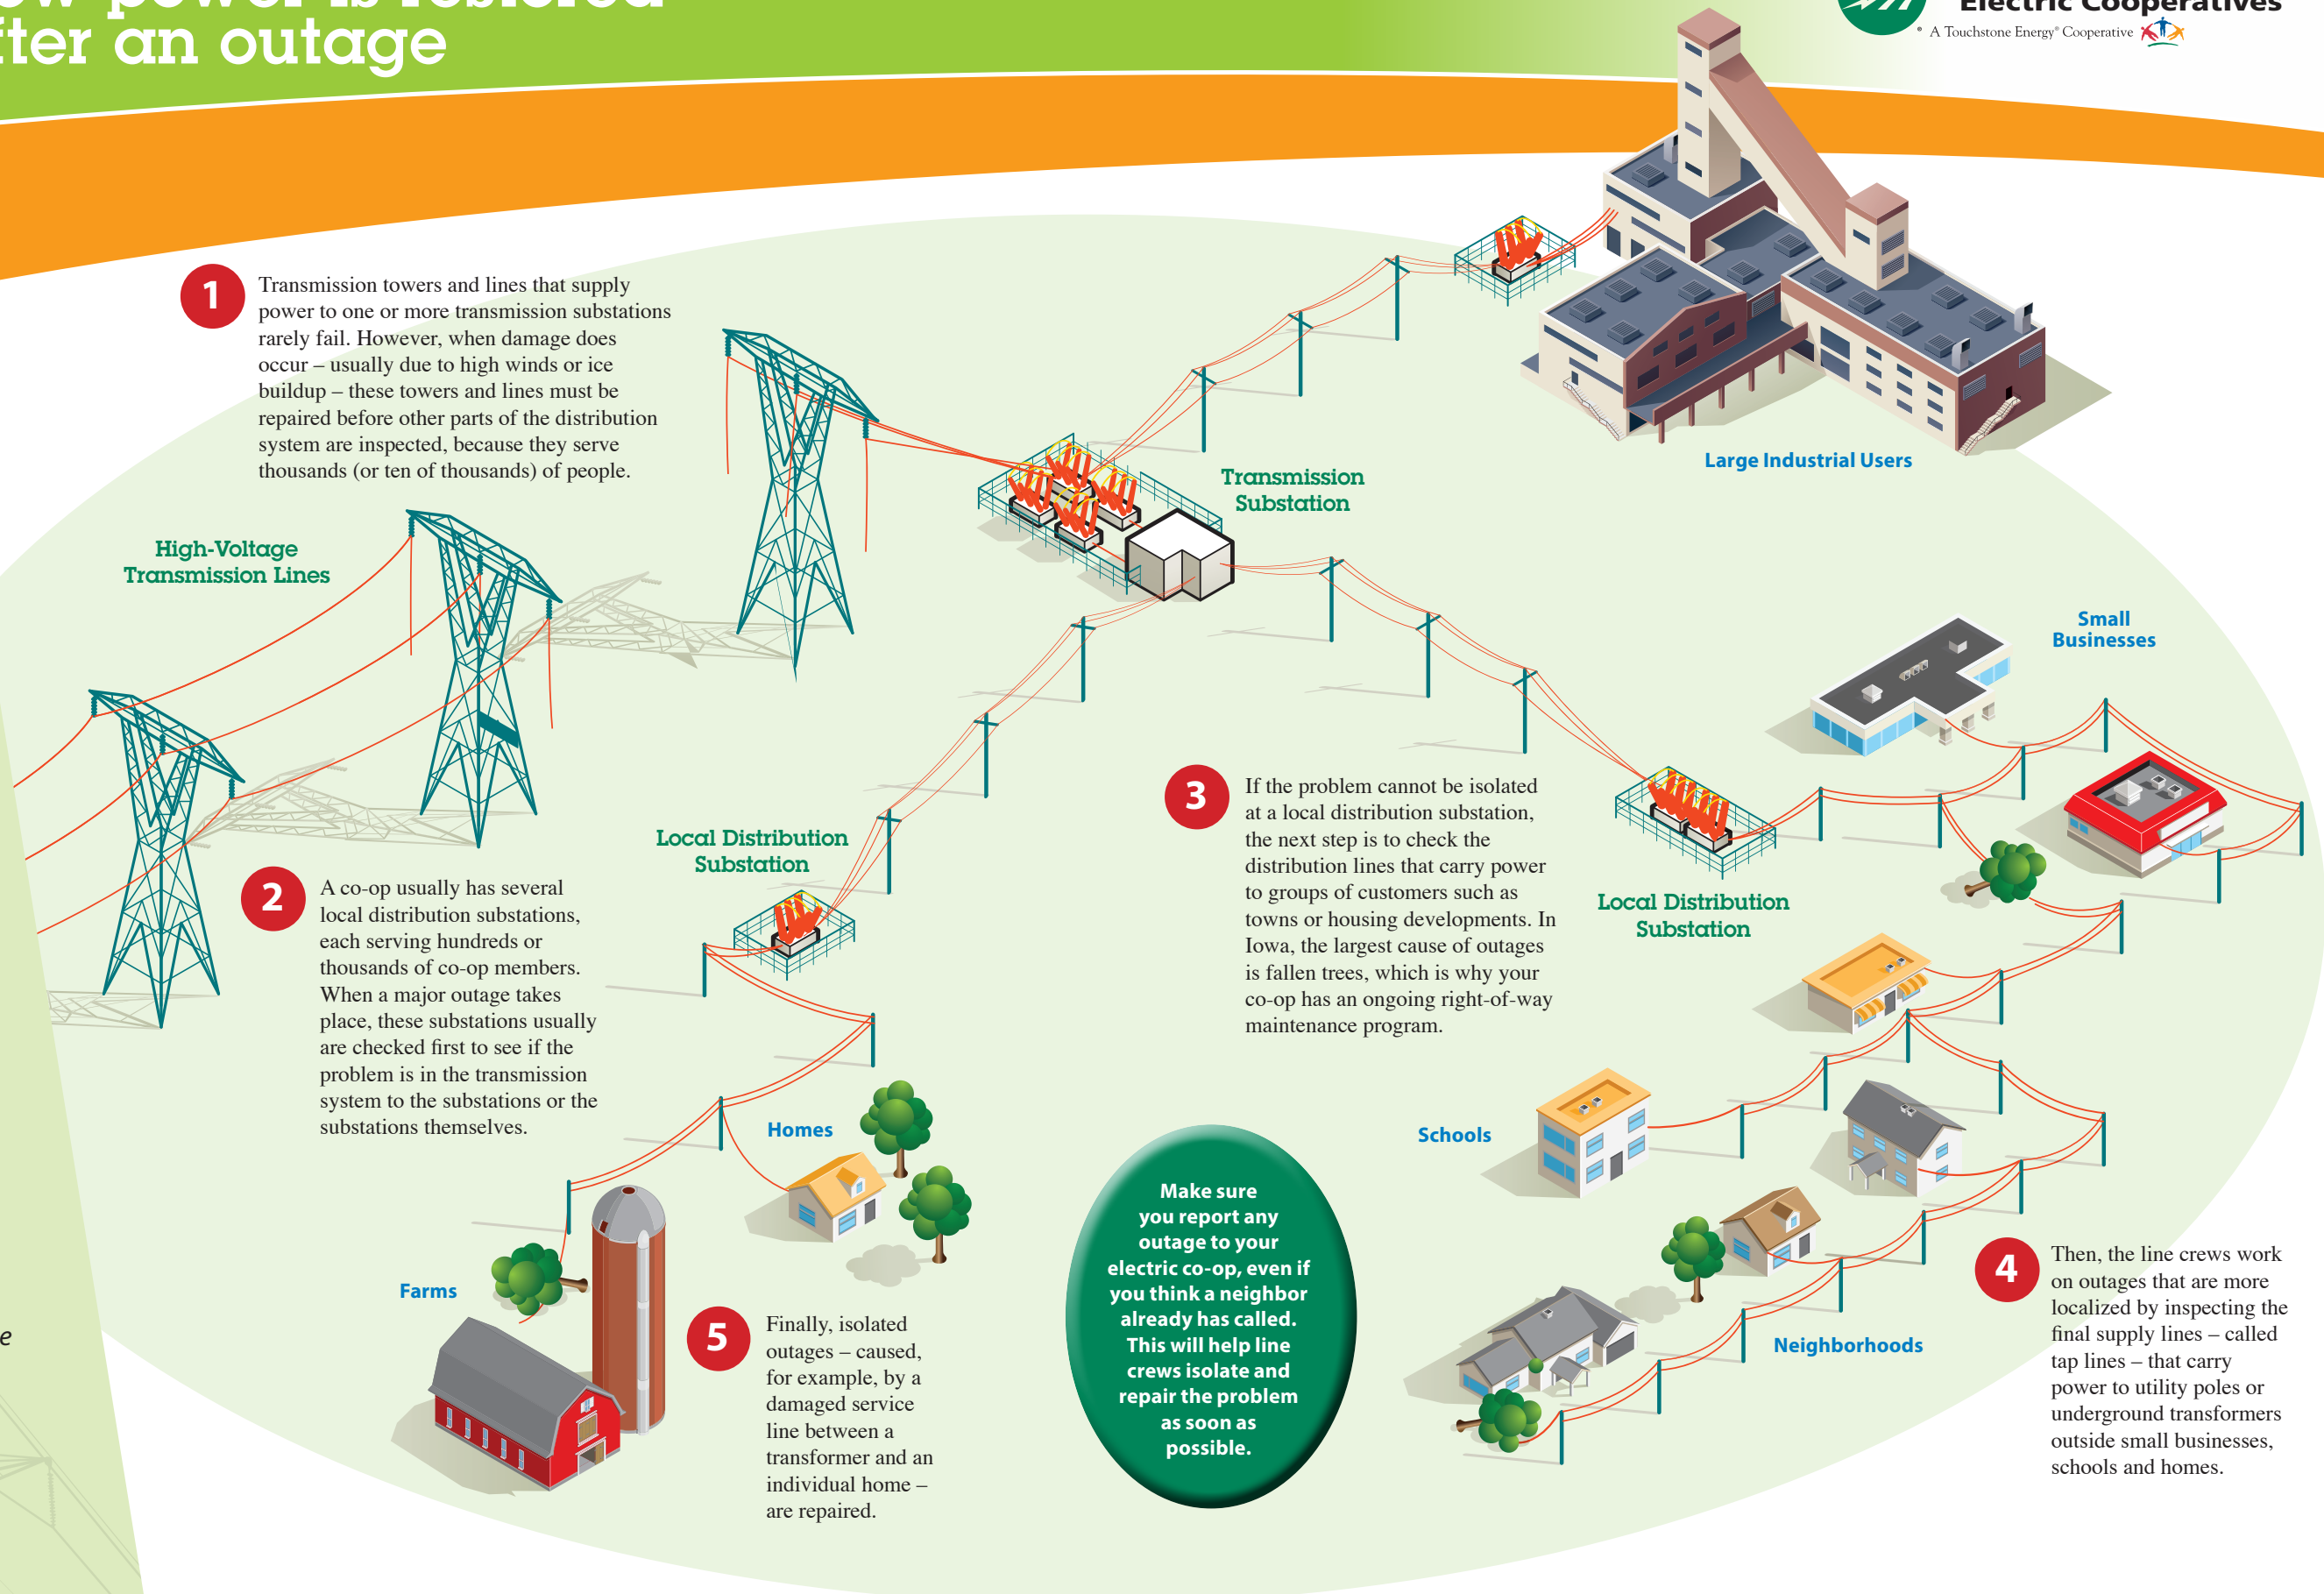 power is restored
after an outage
Electric Cooperatives
A Touchstone Energy® Cooperative
1
Transmission towers and lines that supply
power to one or more transmission substations
rarely fail. However, when damage does
occur – usually due to high winds or ice
buildup – these towers and lines must be
repaired before other parts of the distribution
system are inspected, because they serve
thousands (or ten of thousands) of people.
High-Voltage
Transmission Lines
Transmission
Substation
Large Industrial Users
Small
Businesses
2
A co-op usually has several
local distribution substations,
each serving hundreds or
thousands of co-op members.
When a major outage takes
place, these substations usually
are checked first to see if the
problem is in the transmission
system to the substations or the
substations themselves.
Local Distribution
Substation
3
If the problem cannot be isolated
at a local distribution substation,
the next step is to check the
distribution lines that carry power
to groups of customers such as
towns or housing developments. In
Iowa, the largest cause of outages
is fallen trees, which is why your
co-op has an ongoing right-of-way
maintenance program.
Local Distribution
Substation
Homes
Schools
Farms
Neighborhoods
Make sure
you report any
outage to your
electric co-op, even if
you think a neighbor
already has called.
This will help line
crews isolate and
repair the problem
as soon as
possible.
4
Then, the line crews work
on outages that are more
localized by inspecting the
final supply lines – called
tap lines – that carry
power to utility poles or
underground transformers
outside small businesses,
schools and homes.
5
Finally, isolated
outages – caused,
for example, by a
damaged service
line between a
transformer and an
individual home –
are repaired.
e